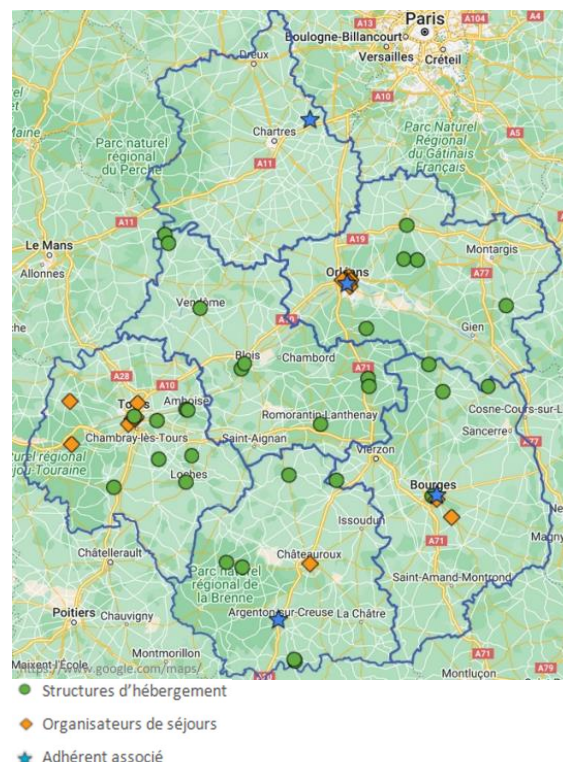 Paris
A13
A104
A4
Boulogne-Billancourt
Versailles
Créteil
Dreux
A10
Chartres
A11
Parc naturel
régional
du Perche
Parc Naturel
Régional
du Gâtinais
Français
A5
A11
Le Mans
Allonnes
A19
Montargis
A77
Orléans
Vendôme
Gien
Blois
Chambord
A28
A10
A71
Tours
Amboise
Romorantin-Lanthenay
Cosne-Cours-sur-L
Chambray-lès-Tours
Saint-Aignan
Sancerre
A77
Vierzon
Loches
Bourges
Issoudun
A71
Magny
Châtellerault
Châteauroux
Parc naturel
régional de
la Brenne
Saint-Amand-Montrond
Poitiers
Chauvigny
Argenton-sur-Creuse
La Châtre
Montmorillon
A71
Maixent-l'École
https://www.google.com/maps/
Montluçon
A79
Structures d'hébergement
Organisateurs de séjours
Adhérent associé